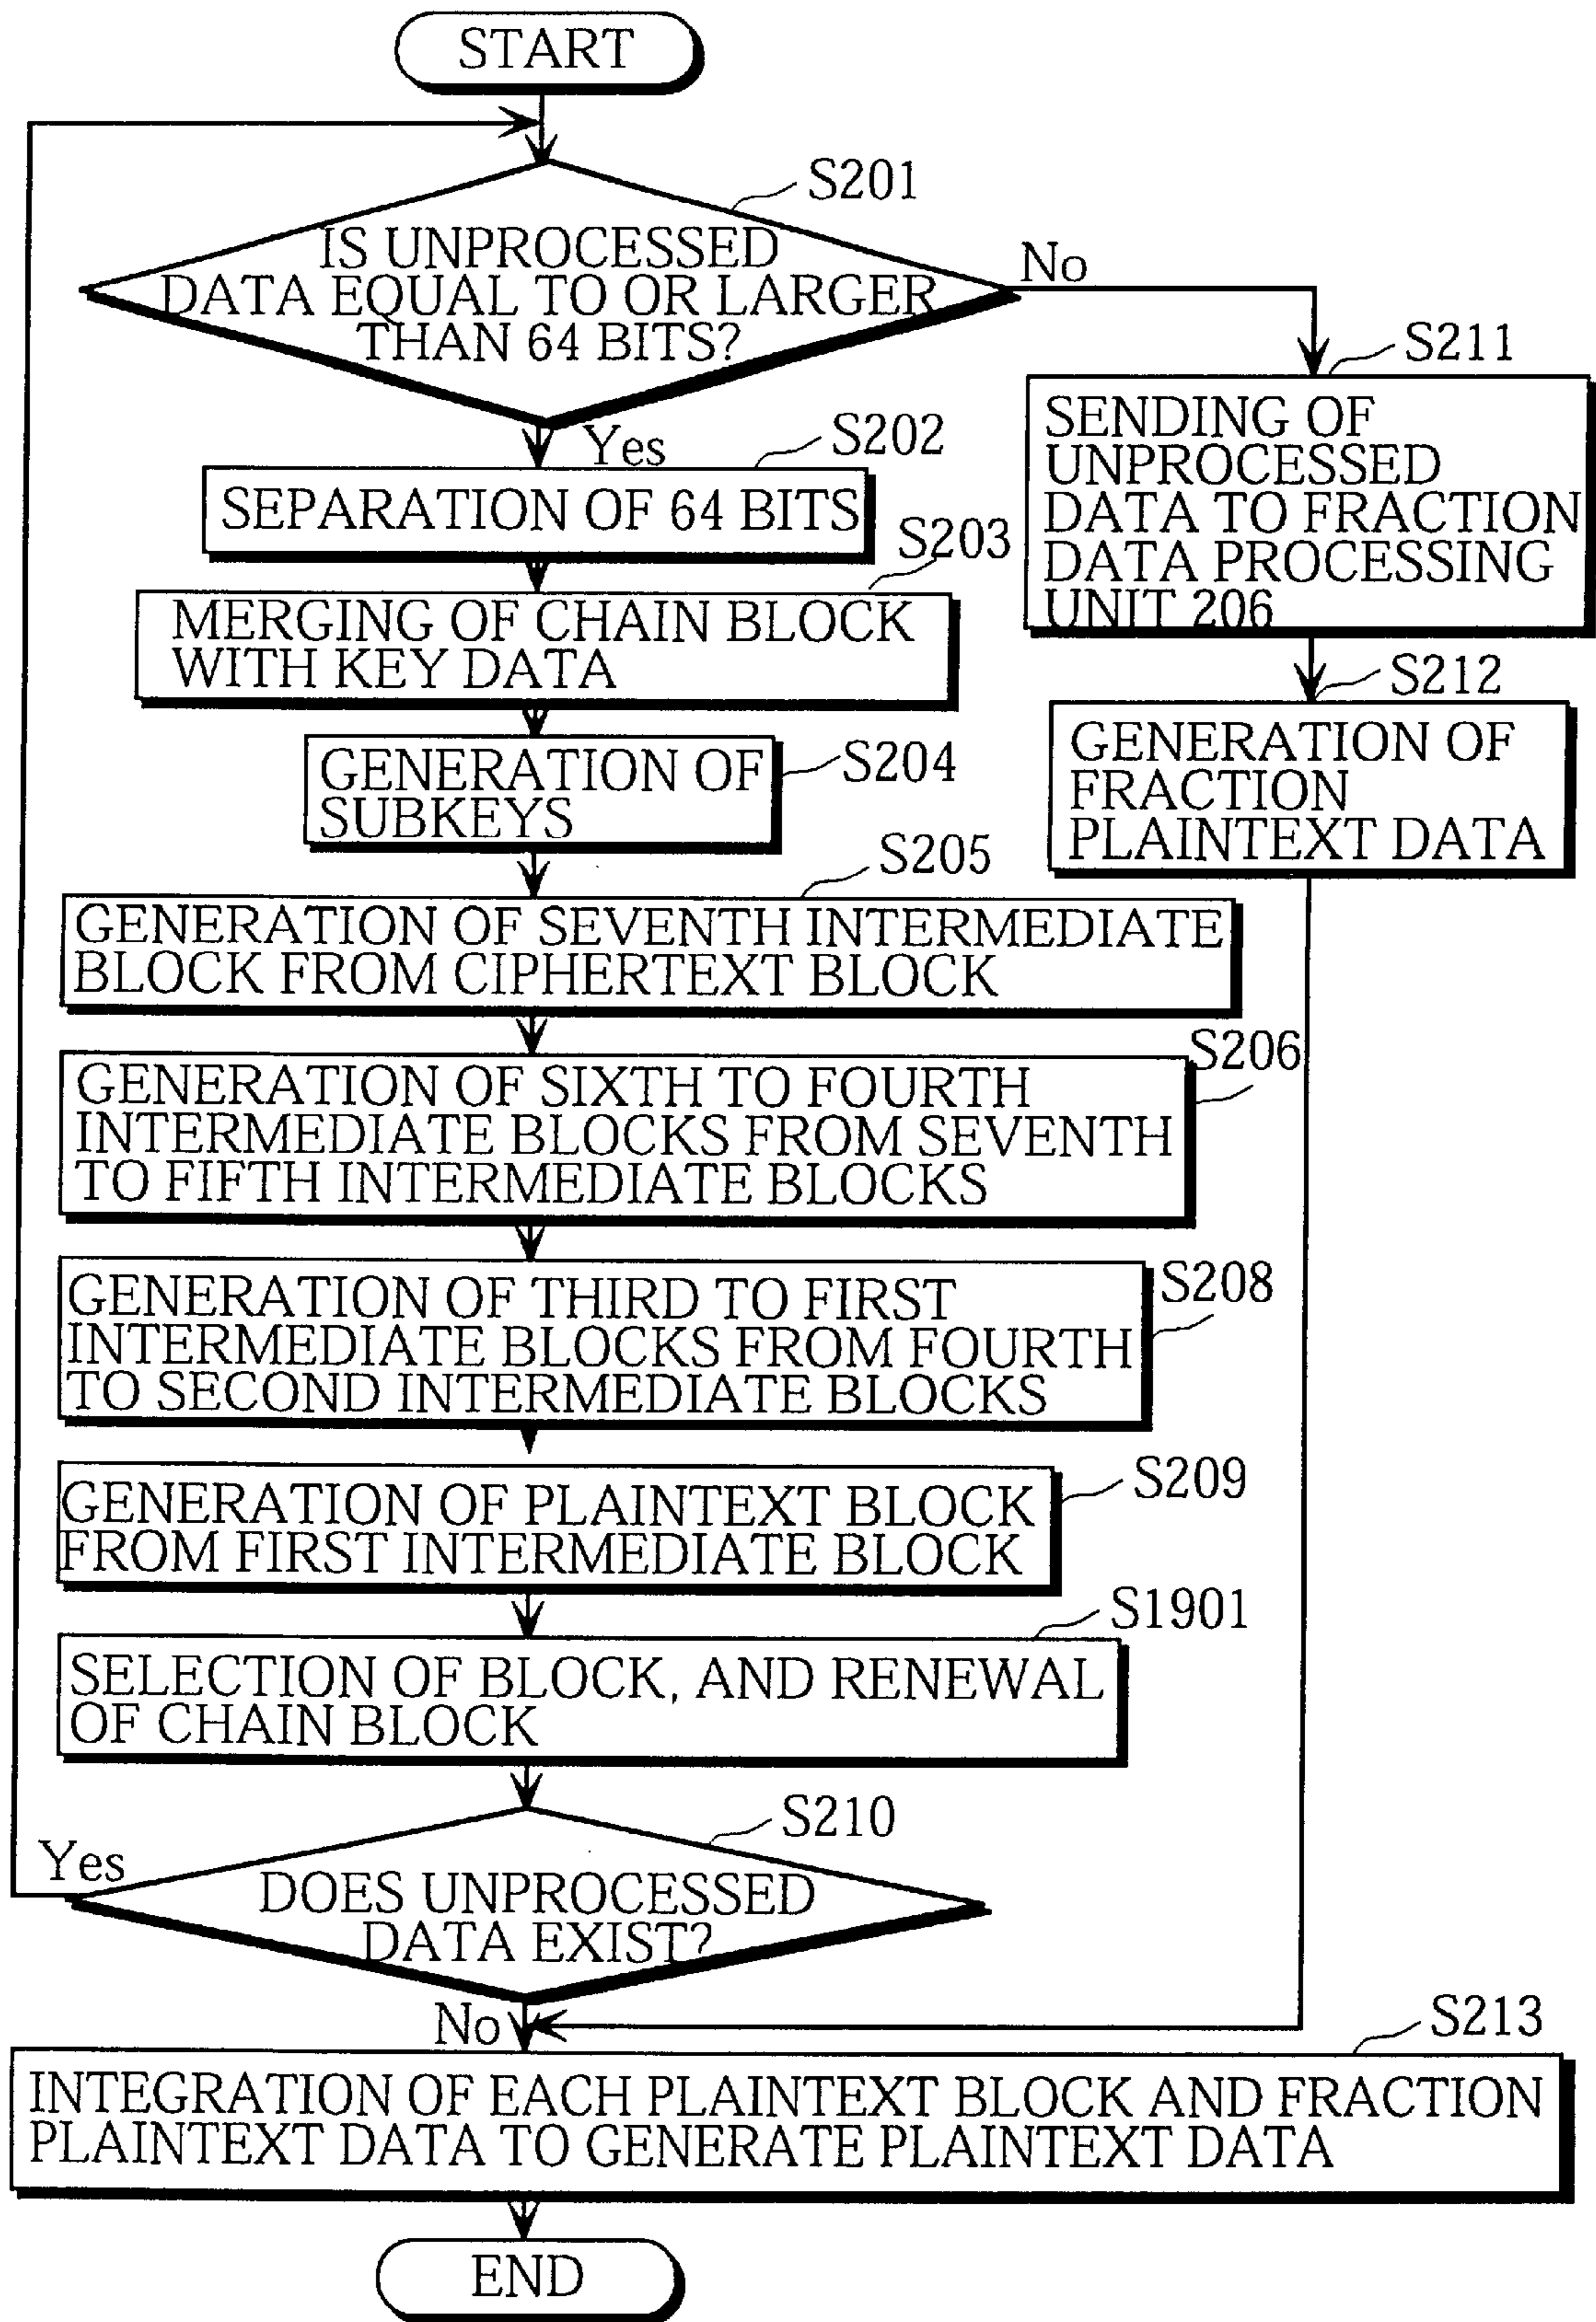 START
S201
IS UNPROCESSED
DATA EQUAL TO OR LARGER
THAN 64 BITS?
No
Yes
S202
SEPARATION OF 64 BITS
S203
MERGING OF CHAIN BLOCK
WITH KEY DATA
S204
GENERATION OF
SUBKEYS
S205
GENERATION OF SEVENTH INTERMEDIATE
BLOCK FROM CIPHERTEXT BLOCK
S206
GENERATION OF SIXTH TO FOURTH
INTERMEDIATE BLOCKS FROM SEVENTH
TO FIFTH INTERMEDIATE BLOCKS
S208
GENERATION OF THIRD TO FIRST
INTERMEDIATE BLOCKS FROM FOURTH
TO SECOND INTERMEDIATE BLOCKS
S209
GENERATION OF PLAINTEXT BLOCK
FROM FIRST INTERMEDIATE BLOCK
S1901
SELECTION OF BLOCK, AND RENEWAL
OF CHAIN BLOCK
S210
Yes
DOES UNPROCESSED
DATA EXIST?
No
S211
SENDING OF
UNPROCESSED
DATA TO FRACTION
DATA PROCESSING
UNIT 206
S212
GENERATION OF
FRACTION
PLAINTEXT DATA
S213
INTEGRATION OF EACH PLAINTEXT BLOCK AND FRACTION
PLAINTEXT DATA TO GENERATE PLAINTEXT DATA
END